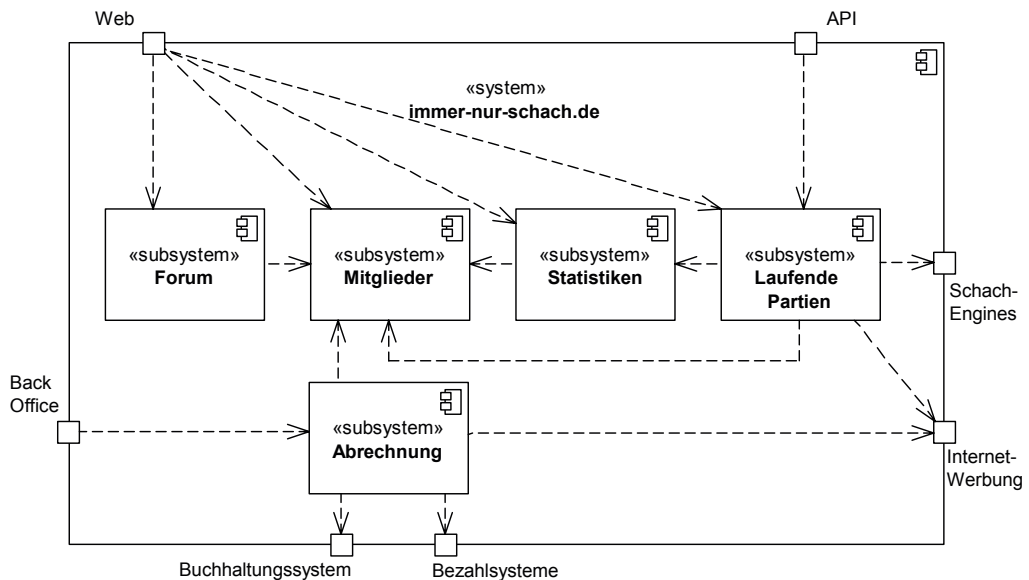 Web
API
«system»
immer-nur-schach.de
«subsystem»
Forum
«subsystem»
Mitglieder
«subsystem»
Statistiken
«subsystem»
Laufende
Partien
Schach-
Engines
Back
Office
«subsystem»
Abrechnung
Internet-
Werbung
Buchhaltungssystem
Bezahlsysteme